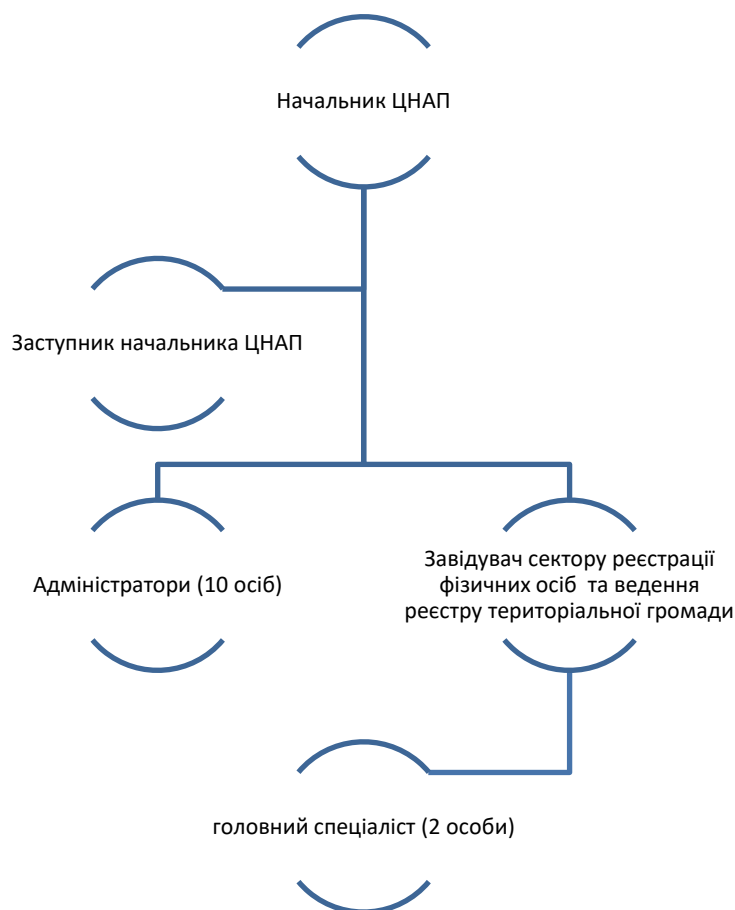 Начальник ЦНАП
Заступник начальника ЦНАП
Адміністратори (10 осіб)
Завідувач сектору реєстрації
фізичних осіб та ведення
реєстру територіальної громади
головний спеціаліст (2 особи)